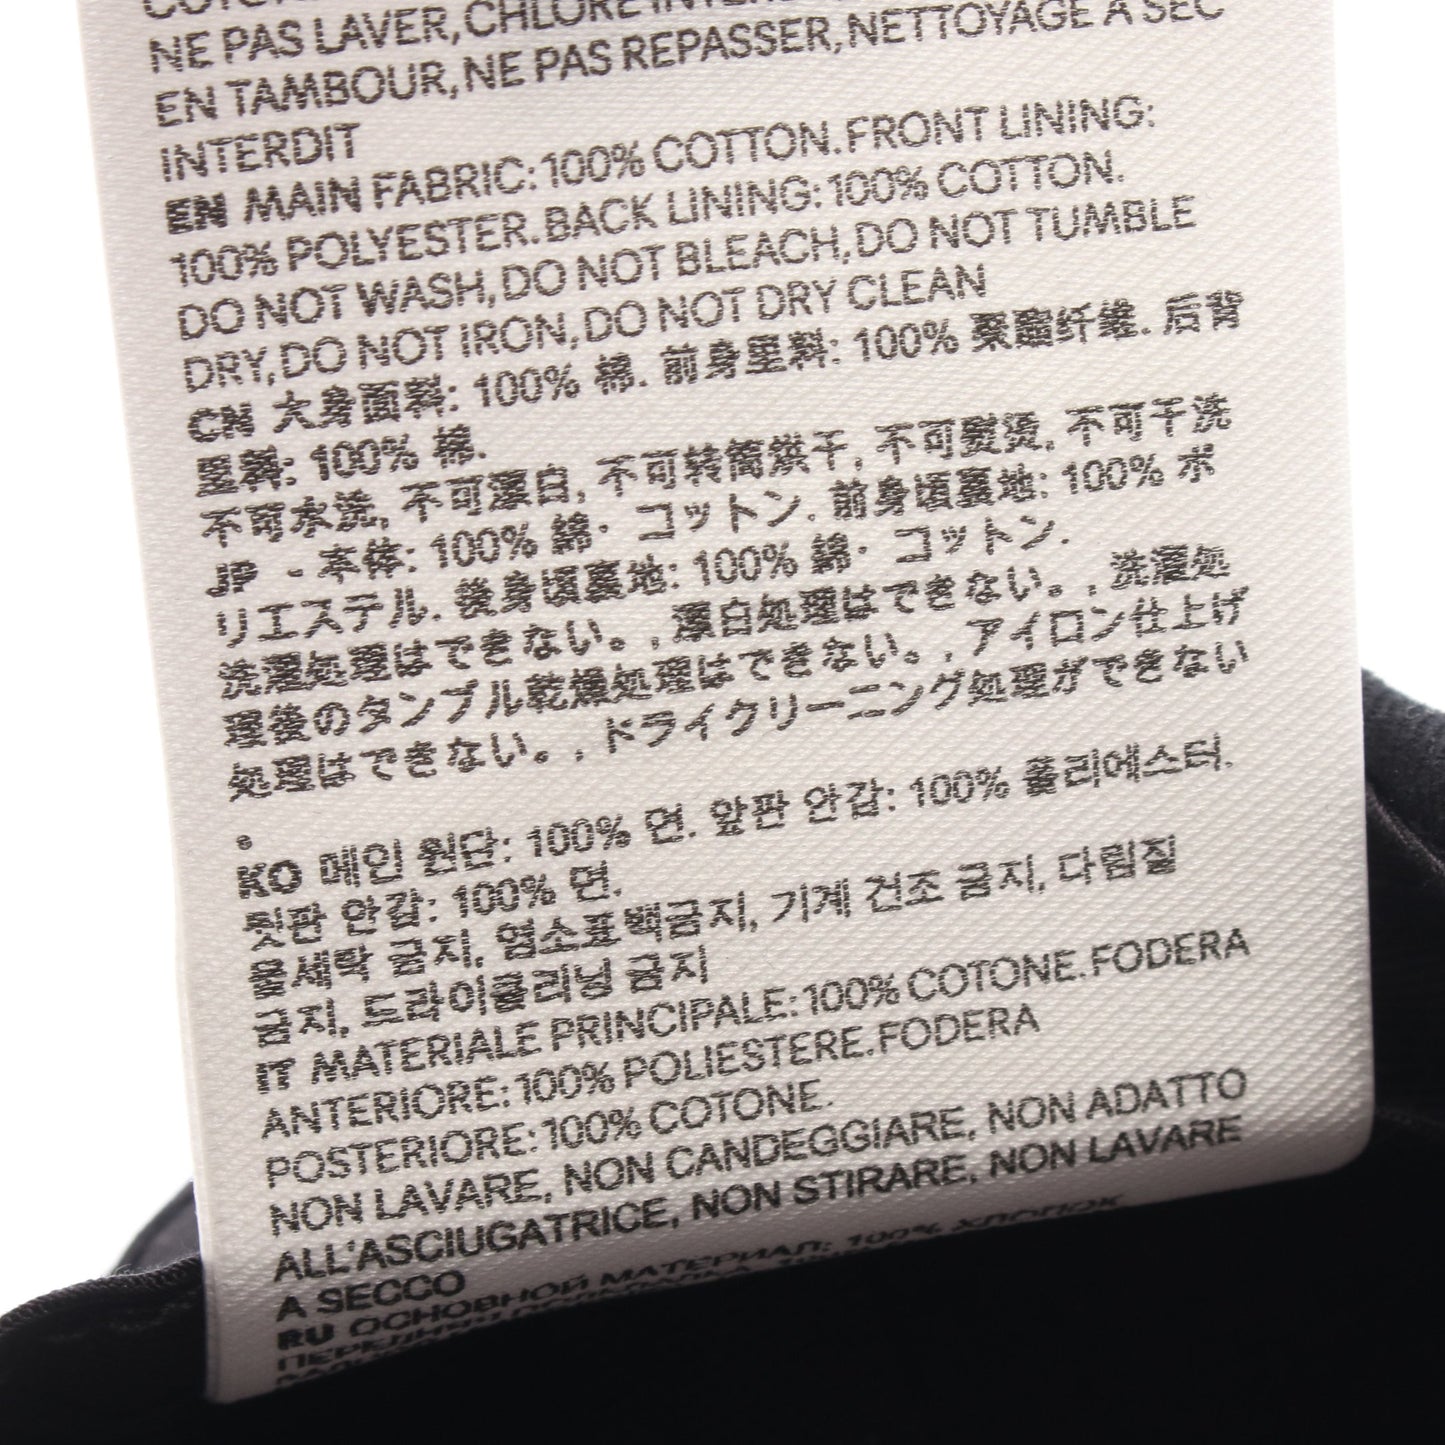 NE PAS LAVER, CHLORE
EN TAMBOUR, NE PAS REPASSER, NETTOYAGE A SEC
INTERDIT
EN MAIN FABRIC: 100% COTTON. FRONT LINING:
100% POLYESTER. BACK LINING: 100% COTTON.
DO NOT WASH, DO NOT BLEACH, DO NOT TUMBLE
DRY, DO NOT IRON, DO NOT DRY CLEAN
CN 大身面料: 100% 棉. 前身里料: 100% 聚酯纤维. 后背
里料: 100% 棉.
不可水洗, 不可漂白, 不可转筒烘干, 不可熨烫, 不可干洗
JP - 本体: 100% 綿・ コットン. 前身頃裏地: 100% ポ
リエステル. 後身頃裏地: 100% 綿・ コットン.
洗濯処理はできない。, 漂白処理はできない。, 洗濯処
理後のタンブル乾燥処理はできない。, アイロン仕上げ
処理はできない。, ドライクリーニング処理ができない
。
KO 메인 원단: 100% 면. 앞판 안감: 100% 폴리에스터.
뒷판 안감: 100% 면.
물세탁 금지, 염소표백금지, 기계 건조 금지, 다림질
금지, 드라이클리닝 금지
IT MATERIALE PRINCIPALE: 100% COTONE. FODERA
ANTERIORE: 100% POLIESTERE. FODERA
POSTERIORE: 100% COTONE.
NON LAVARE, NON CANDEGGIARE, NON ADATTO
ALL'ASCIUGATRICE, NON STIRARE, NON LAVARE
A SECCO
RU ОСНОВНОЙ МАТЕРИАЛ: 100% ХЛОПОК